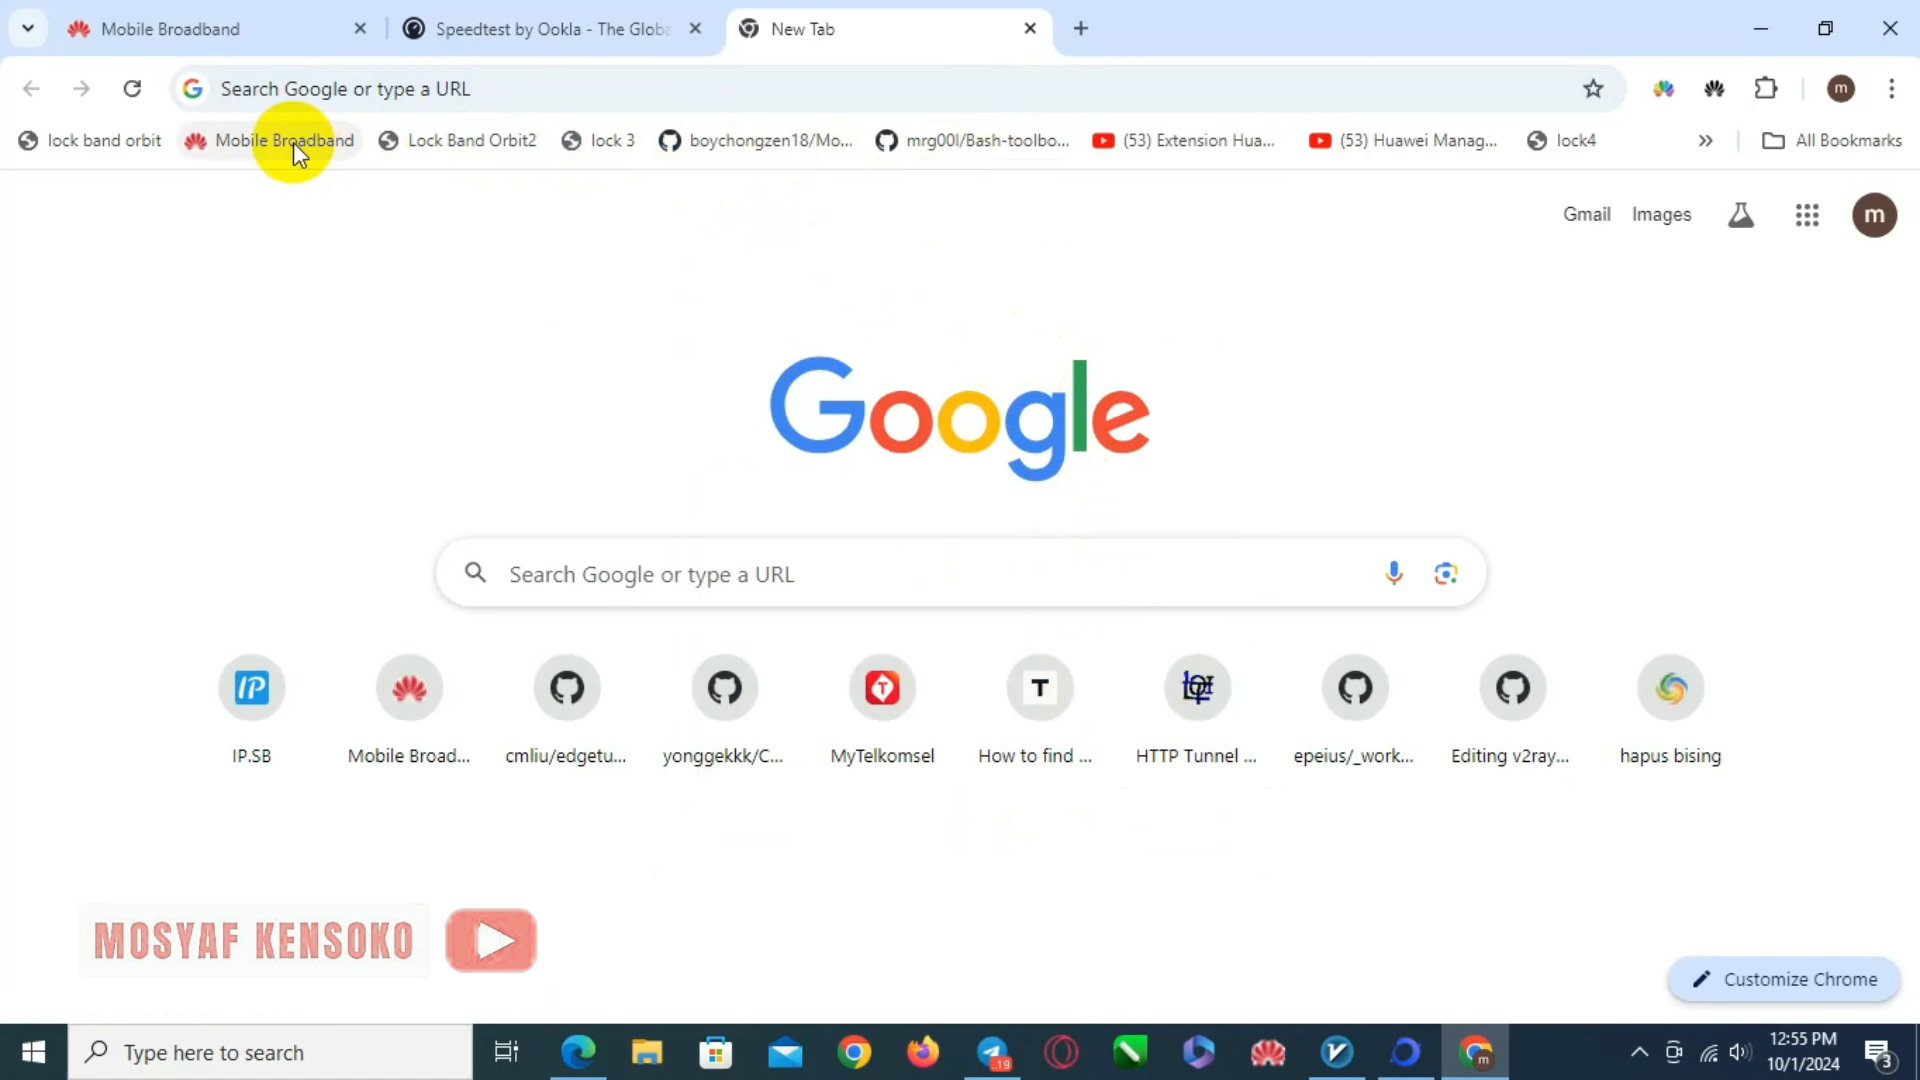 Mobile Broadband
Speedtest by Ookla - The Globa
New Tab
Search Google or type a URL
m
lock band orbit
Mobile Broadband
Lock Band Orbit2
lock 3
boychongzen18/Mo...
mrg00l/Bash-toolbo...
(53) Extension Hua...
(53) Huawei Manag...
lock4
All Bookmarks
Gmail
Images
m
Google
Search Google or type a URL
IP
T
T
IP.SB
Mobile Broad...
cmliu/edgetu...
yonggekkk/C...
MyTelkomsel
How to find ...
HTTP Tunnel ...
epeius/_work...
Editing v2ray...
hapus bising
MOSYAF KENSOKO
Customize Chrome
Type here to search
19
m
12:55 PM
10/1/2024
3